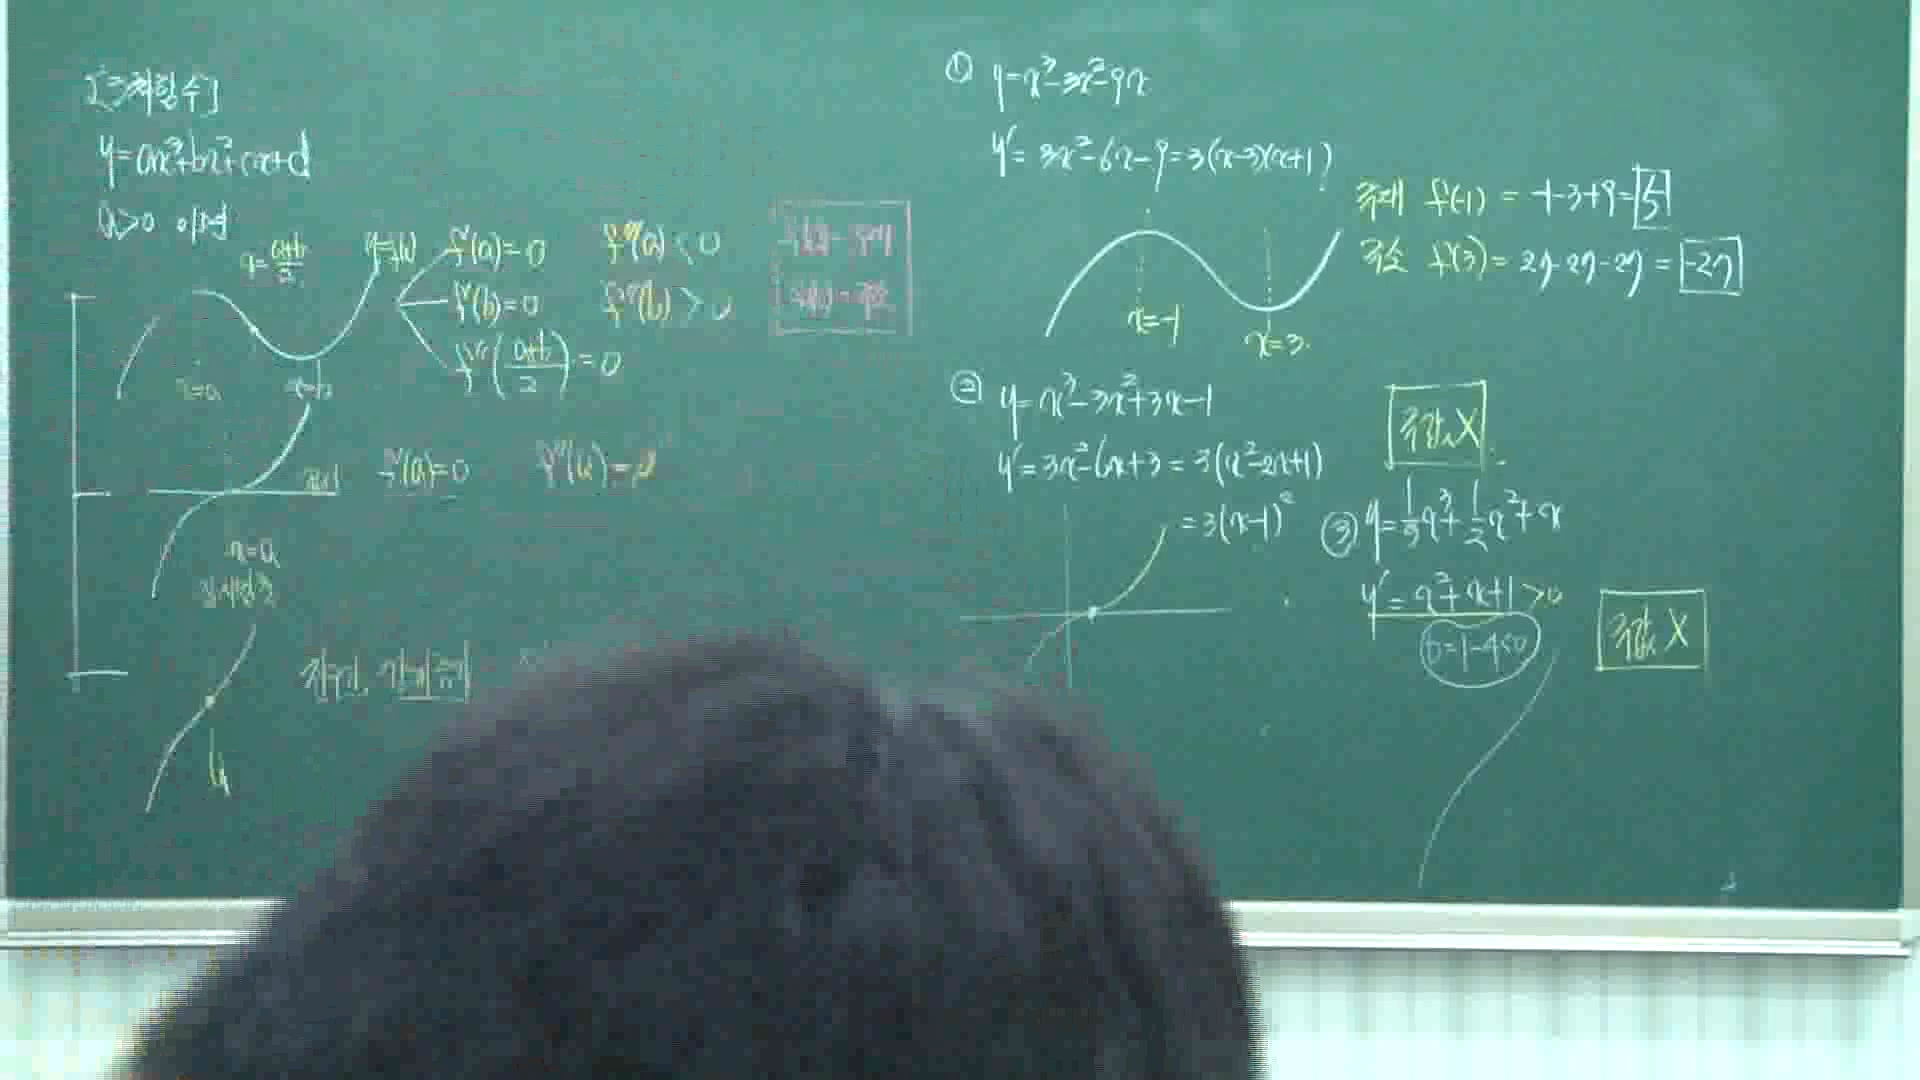 [3차함수]
y=ax³+bx²+cx+d
a>0 이면
x=a+b/2
y=f(x)
f'(a)=0 f''(a)<0
f'(b)=0 f''(b)>0
f''(a+b/2)=0
x=a x=b
f'(a)=0 f''(a)=0
x=a
① y=x³-3x²-9x
y'=3x²-6x-9=3(x-3)(x+1)
극대 f(-1) = -1-3+9=5
극소 f(3) = 27-27-27 = -27
x=-1 x=3
② y=x³-3x²+3x-1
y'=3x²-6x+3=3(x²-2x+1)
=3(x-1)²
극값 X
③ y=1/3x³+1/2x²+x
y'=x²+x+1>0
D=1-4<0
극값 X